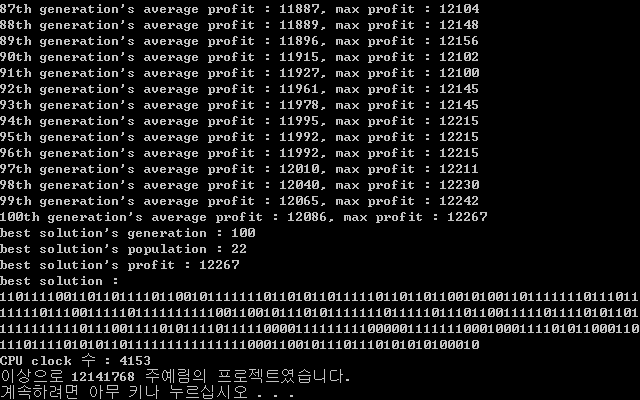 87th generation's average profit : 11887, max profit : 12104
88th generation's average profit : 11889, max profit : 12148
89th generation's average profit : 11896, max profit : 12156
90th generation's average profit : 11915, max profit : 12102
91th generation's average profit : 11927, max profit : 12100
92th generation's average profit : 11961, max profit : 12145
93th generation's average profit : 11978, max profit : 12145
94th generation's average profit : 11995, max profit : 12215
95th generation's average profit : 11992, max profit : 12215
96th generation's average profit : 11992, max profit : 12215
97th generation's average profit : 12010, max profit : 12211
98th generation's average profit : 12040, max profit : 12230
99th generation's average profit : 12065, max profit : 12242
100th generation's average profit : 12086, max profit : 12267
best solution's generation : 100
best solution's population : 22
best solution's profit : 12267
best solution :
CPU clock 수 : 4153
이상으로 12141768 주예림의 프로젝트였습니다.
계속하려면 아무 키나 누르십시오 . . .